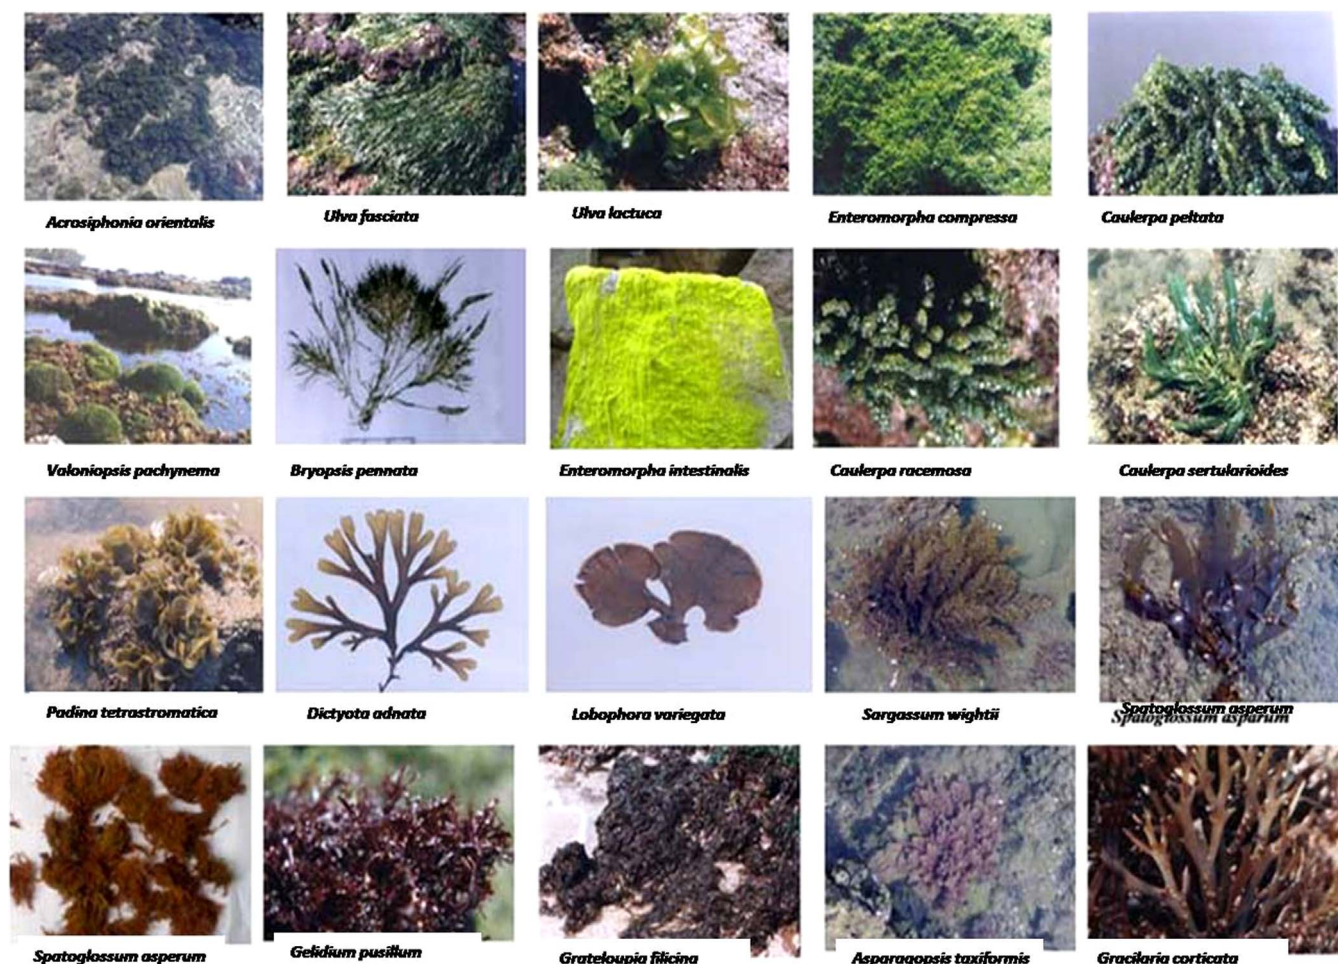 Acrosiphonia orientalis
Ulva fasciata
Ulva lactuca
Enteromorpha compressa
Caulerpa peltata
Valoniopsis pachynema
Bryopsis pennata
Enteromorpha intestinalis
Caulerpa racemosa
Caulerpa sertularioides
Padina tetrastromatica
Dictyota adnata
Lobophora variegata
Sargassum wightii
Spatoglossum asperum
Spatoglossum asparum
Spatoglossum asperum
Gelidium pusillum
Grateloupia filicina
Asparagopsis taxiformis
Gracilaria corticata